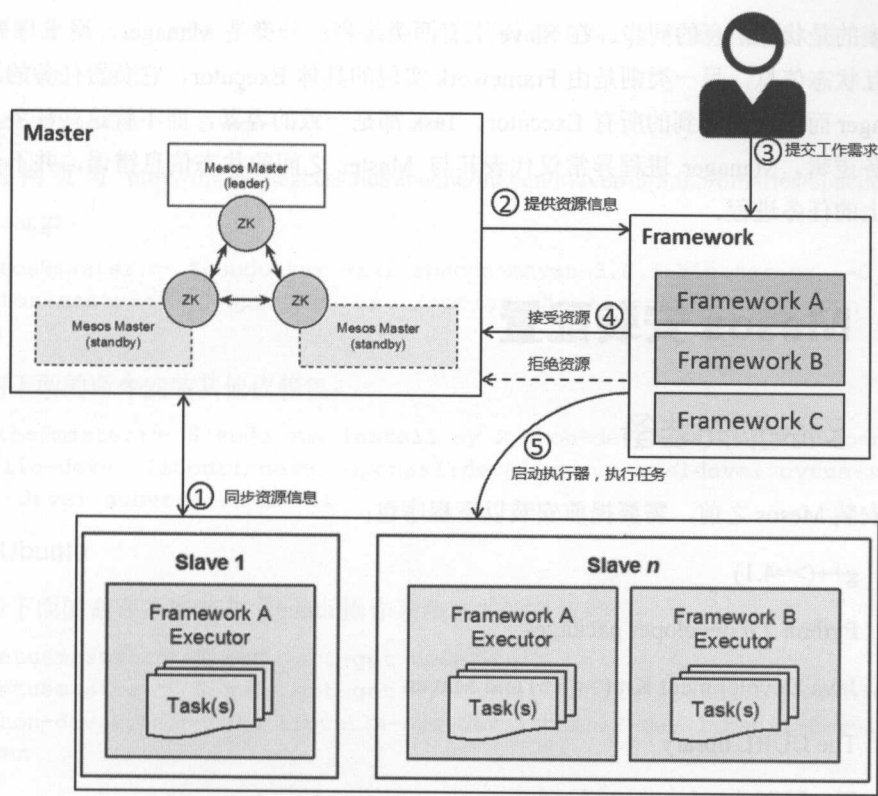 Master
Mesos Master
(leader)
ZK
ZK
ZK
Mesos Master
(standby)
Mesos Master
(standby)
③提交工作需求
②提供资源信息
Framework
Framework A
Framework B
Framework C
接受资源④
拒绝资源
⑤
启动执行器，执行任务
①同步资源信息
Slave 1
Framework A
Executor
Task(s)
Slave n
Framework A
Executor
Task(s)
Framework B
Executor
Task(s)